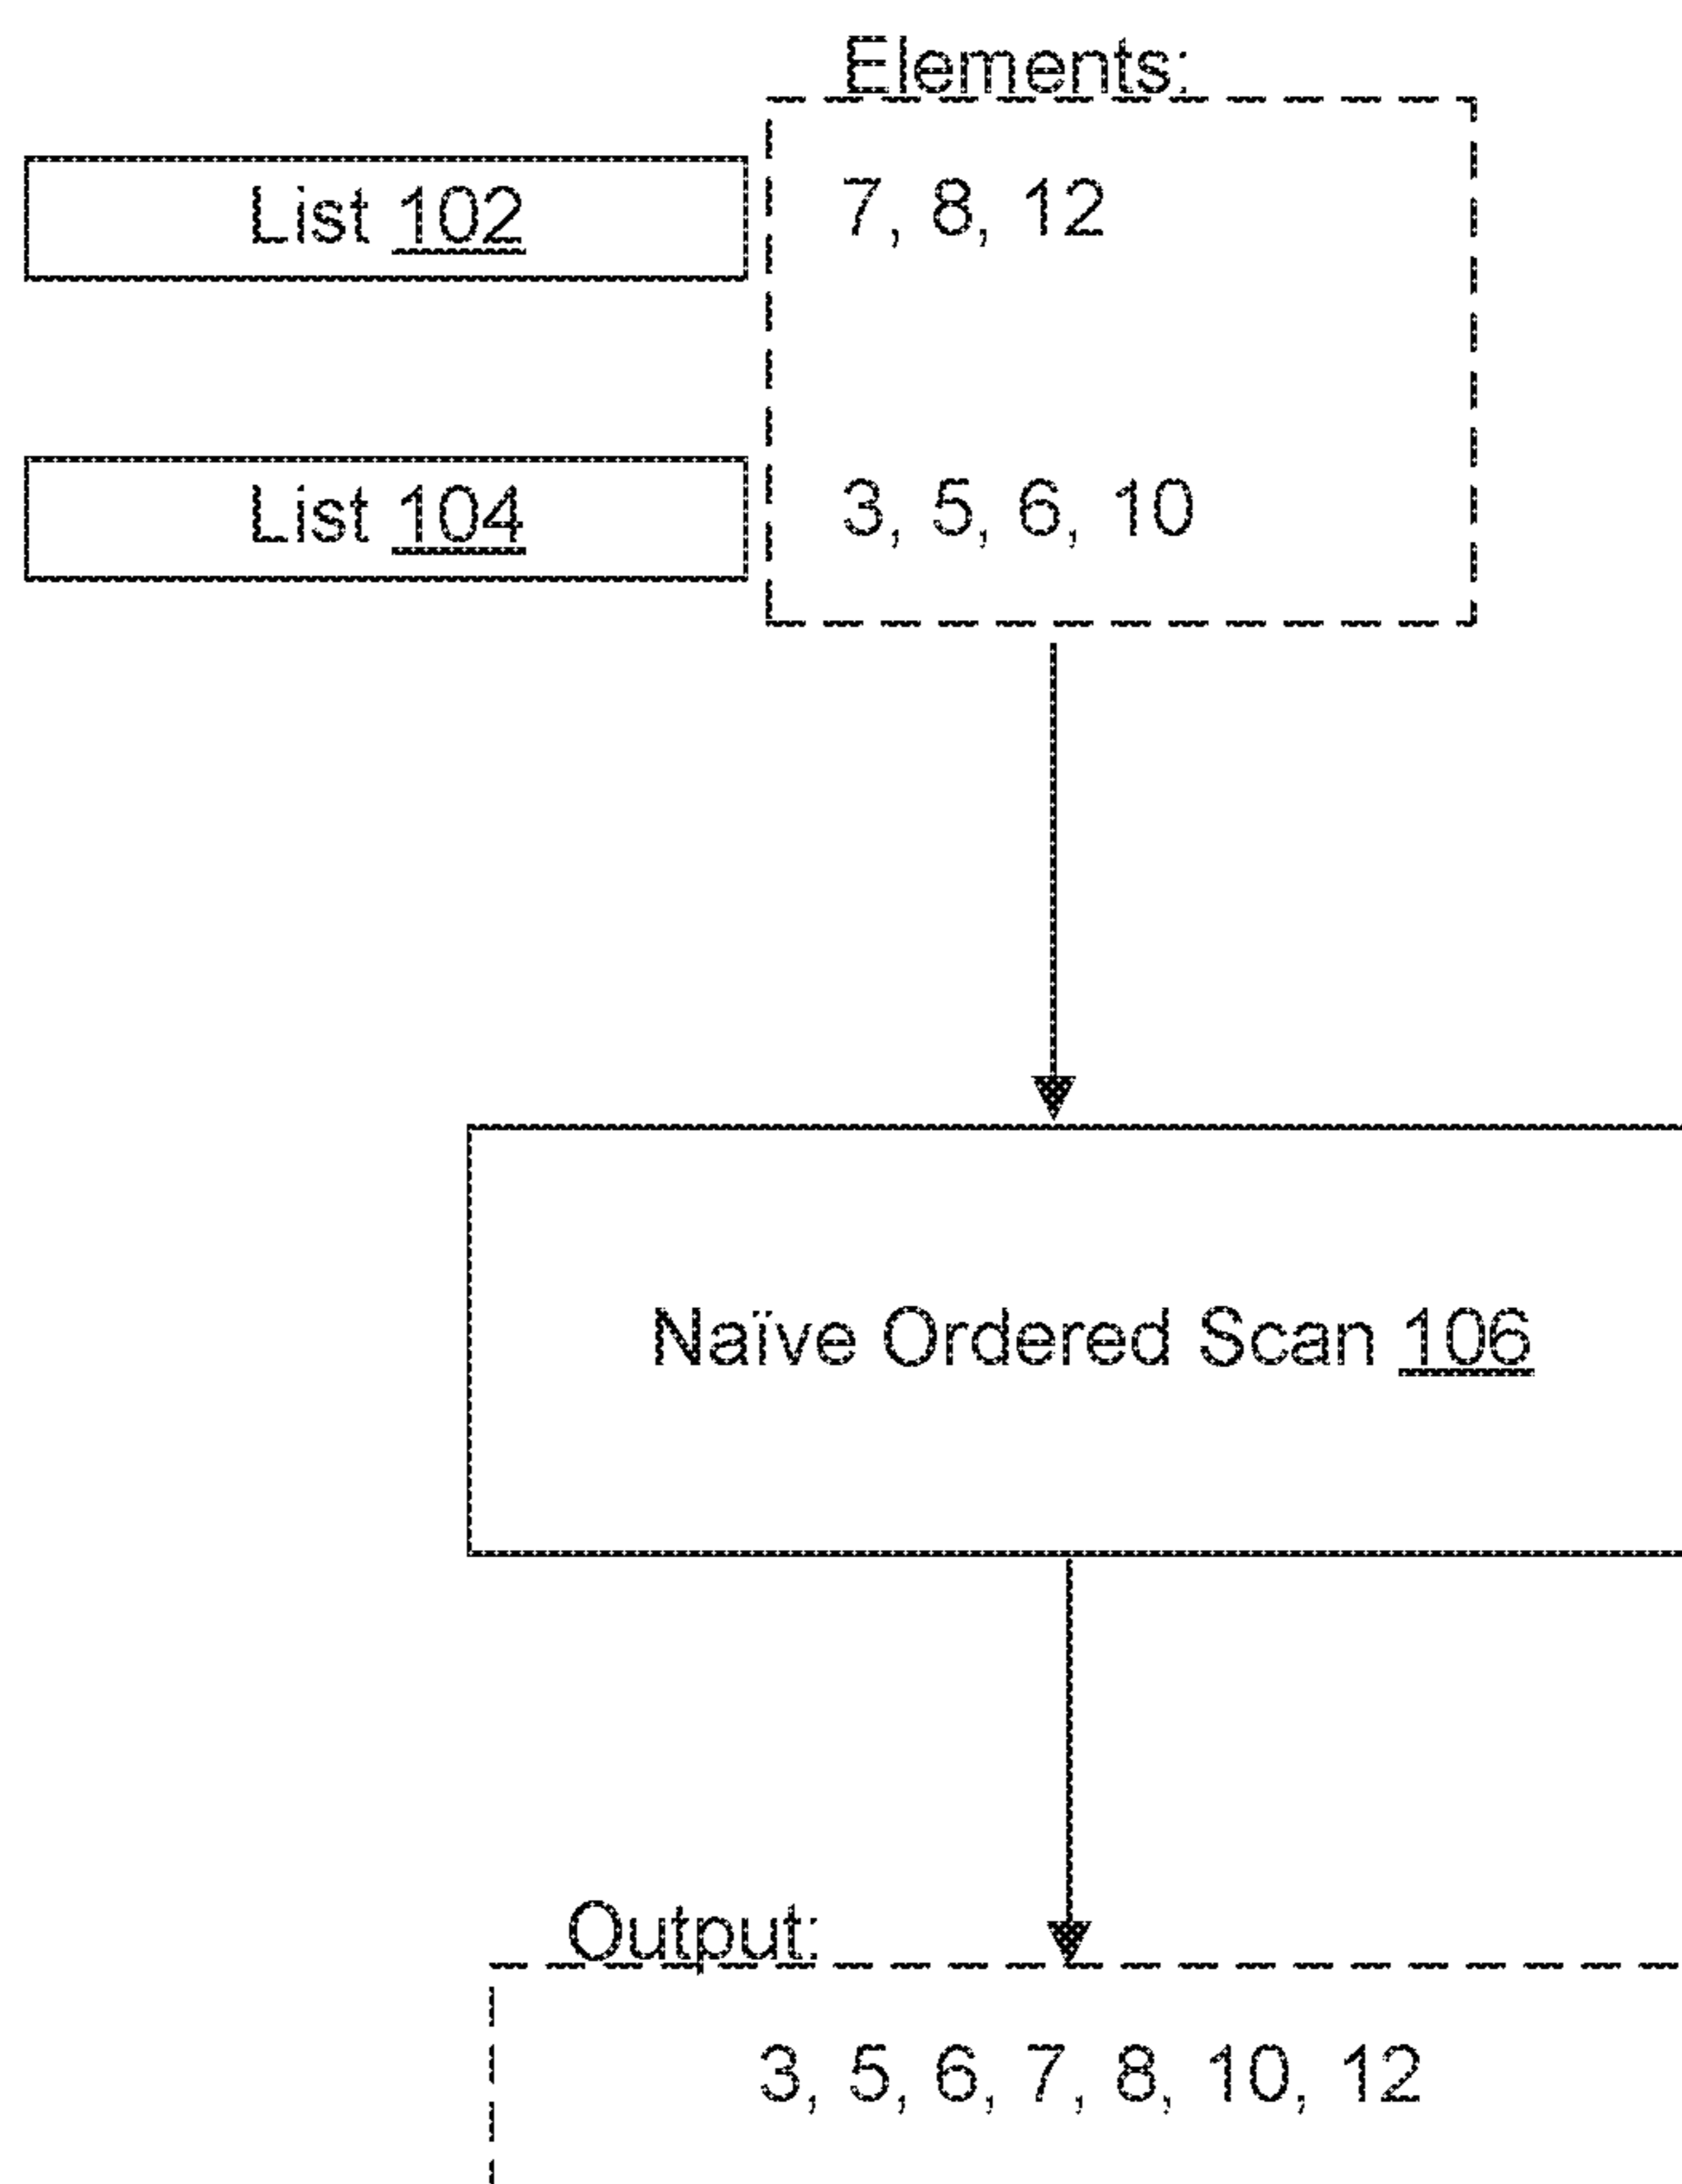 Elements:
List 102
7, 8, 12
List 104
3, 5, 6, 10
Naïve Ordered Scan 106
Output:
3, 5, 6, 7, 8, 10, 12